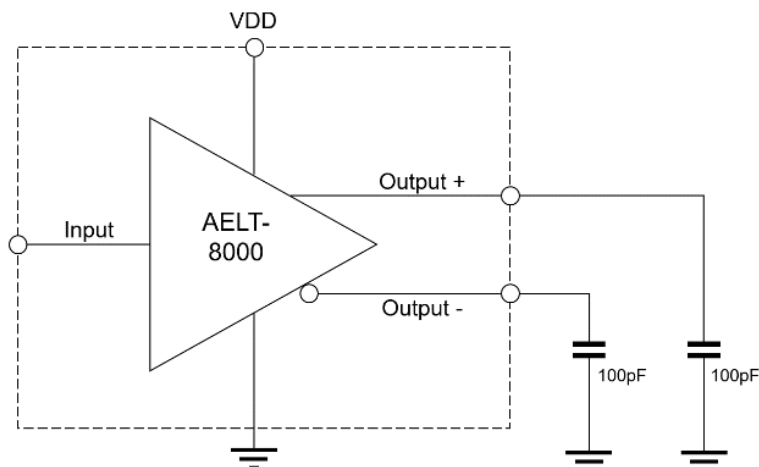 VDD
Output +
Input
AELT-
8000
Output -
100pF
100pF